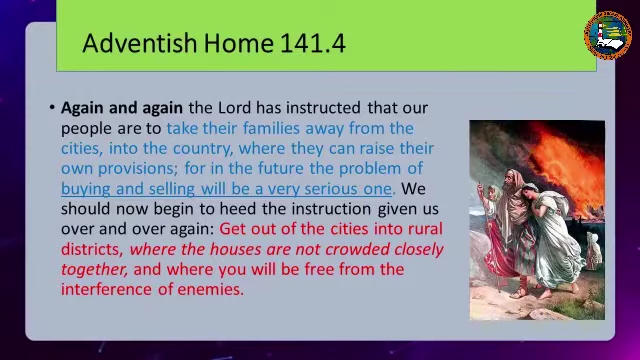 Adventish Home 141.4
• Again and again the Lord has instructed that our
people are to take their families away from the
cities, into the country, where they can raise their
own provisions; for in the future the problem of
buying and selling will be a very serious one. We
should now begin to heed the instruction given us
over and over again: Get out of the cities into rural
districts, where the houses are not crowded closely
together, and where you will be free from the
interference of enemies.